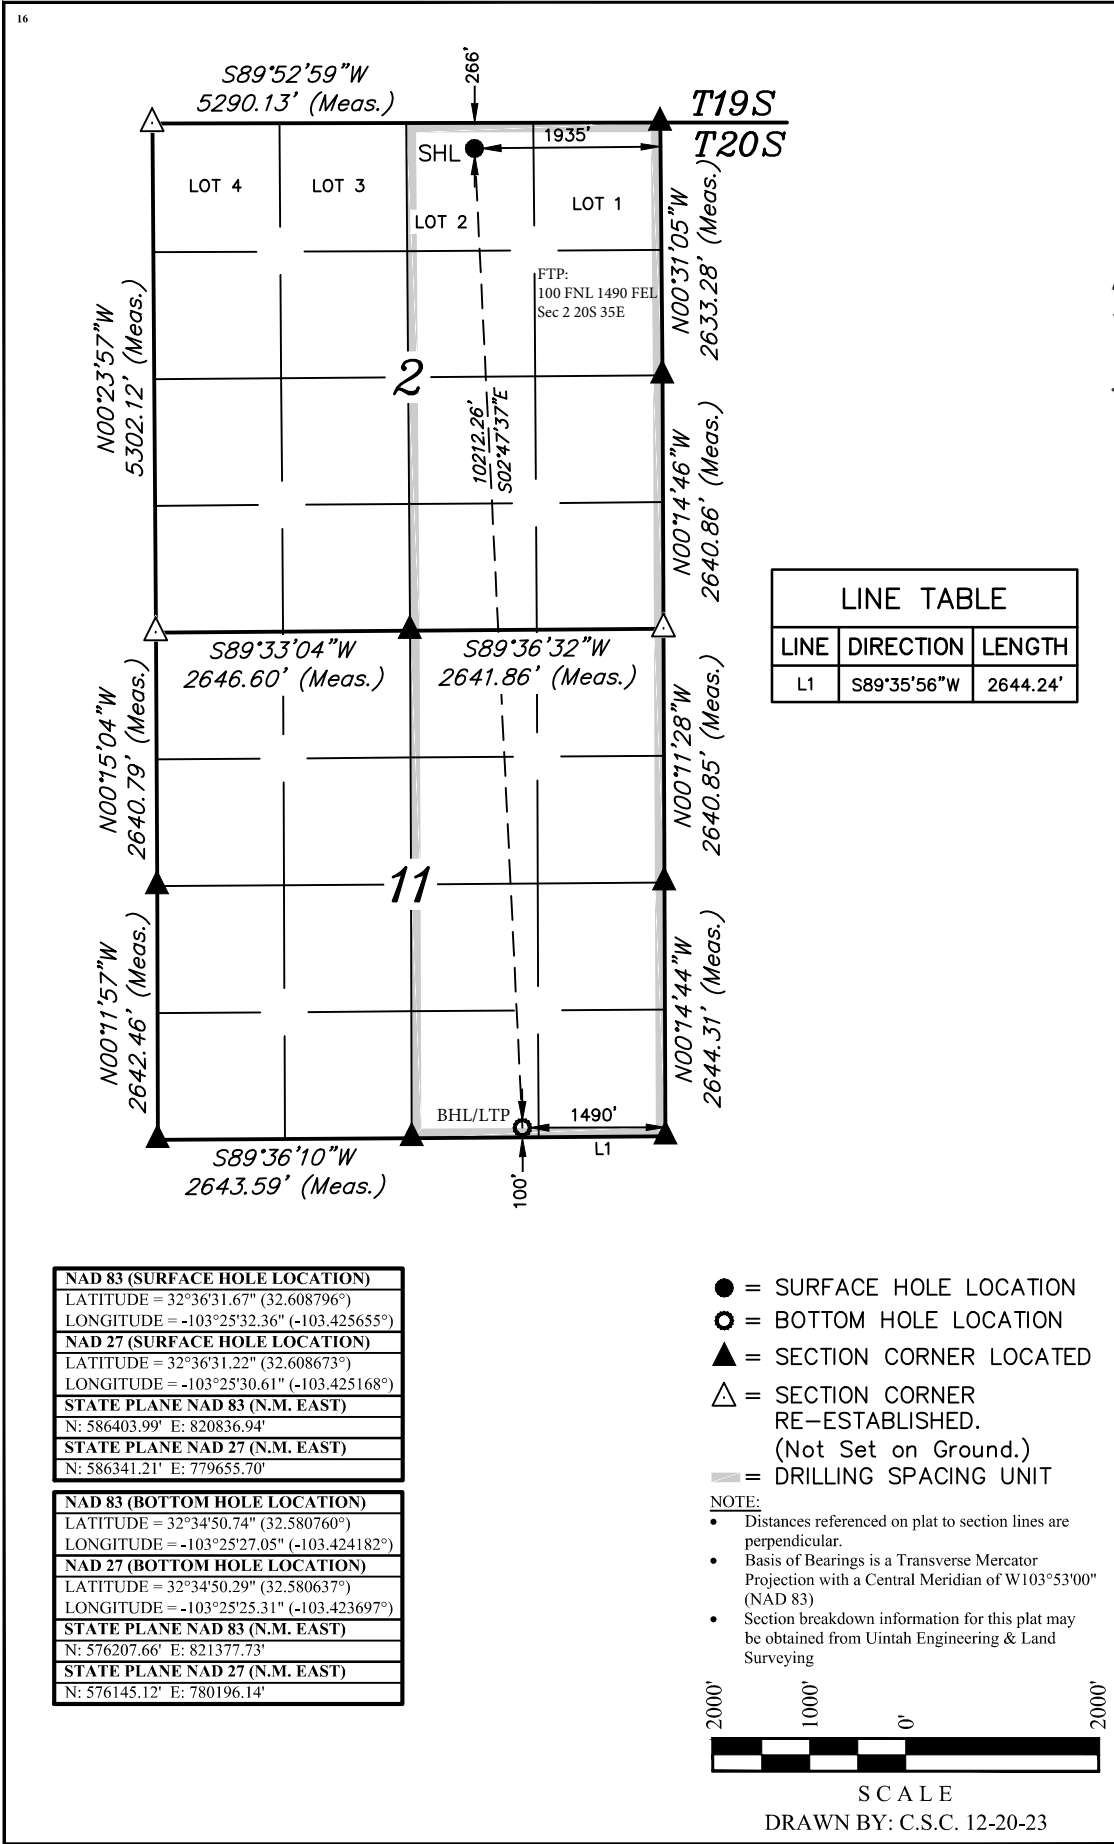 16
S89°52'59"W
5290.13' (Meas.)
266'
T19S
T20S
1935'
SHL
LOT 4
LOT 3
LOT 2
LOT 1
FTP:
100 FNL 1490 FEL
Sec 2 20S 35E
N00°31'05"W
2633.28' (Meas.)
N00°23'57"W
5302.12' (Meas.)
2
10212.26'
S02°47'37"E
N00°14'46"W
2640.86' (Meas.)
LINE TABLE
LINE DIRECTION LENGTH
L1 S89°35'56"W 2644.24'
S89°33'04"W
2646.60' (Meas.)
S89°36'32"W
2641.86' (Meas.)
N00°15'04"W
2640.79' (Meas.)
N00°11'28"W
2640.85' (Meas.)
11
N00°11'57"W
2642.46' (Meas.)
N00°14'44"W
2644.31' (Meas.)
BHL/LTP
1490'
L1
100'
S89°36'10"W
2643.59' (Meas.)
NAD 83 (SURFACE HOLE LOCATION)
LATITUDE = 32°36'31.67" (32.608796°)
LONGITUDE = -103°25'32.36" (-103.425655°)
NAD 27 (SURFACE HOLE LOCATION)
LATITUDE = 32°36'31.22" (32.608673°)
LONGITUDE = -103°25'30.61" (-103.425168°)
STATE PLANE NAD 83 (N.M. EAST)
N: 586403.99' E: 820836.94'
STATE PLANE NAD 27 (N.M. EAST)
N: 586341.21' E: 779655.70'
NAD 83 (BOTTOM HOLE LOCATION)
LATITUDE = 32°34'50.74" (32.580760°)
LONGITUDE = -103°25'27.05" (-103.424182°)
NAD 27 (BOTTOM HOLE LOCATION)
LATITUDE = 32°34'50.29" (32.580637°)
LONGITUDE = -103°25'25.31" (-103.423697°)
STATE PLANE NAD 83 (N.M. EAST)
N: 576207.66' E: 821377.73'
STATE PLANE NAD 27 (N.M. EAST)
N: 576145.12' E: 780196.14'
= SURFACE HOLE LOCATION
= BOTTOM HOLE LOCATION
= SECTION CORNER LOCATED
= SECTION CORNER
RE-ESTABLISHED.
(Not Set on Ground.)
= DRILLING SPACING UNIT
NOTE:
• Distances referenced on plat to section lines are
perpendicular.
• Basis of Bearings is a Transverse Mercator
Projection with a Central Meridian of W103°53'00"
(NAD 83)
• Section breakdown information for this plat may
be obtained from Uintah Engineering & Land
Surveying
2000' 1000' 0' 2000'
SCALE
DRAWN BY: C.S.C. 12-20-23